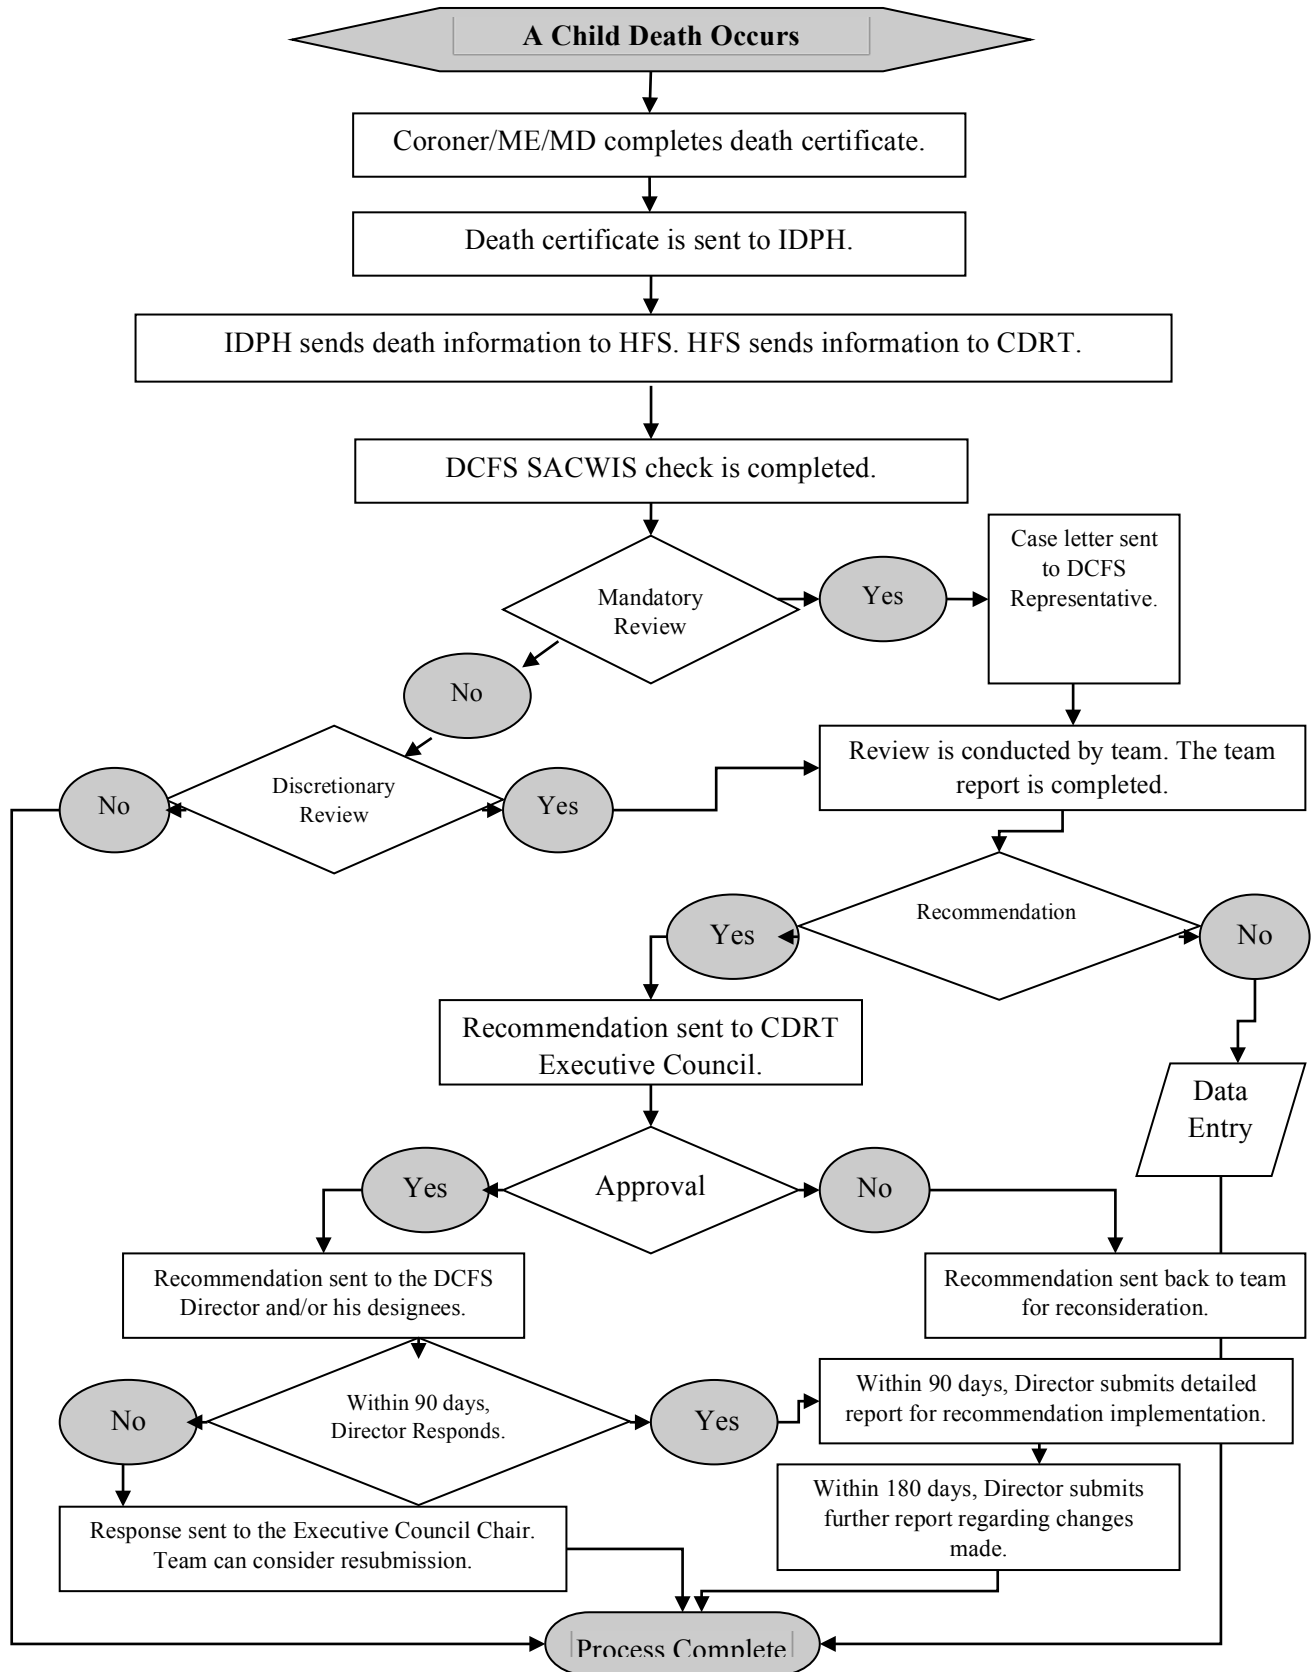 A Child Death Occurs
Coroner/ME/MD completes death certificate.
Death certificate is sent to IDPH.
IDPH sends death information to HFS. HFS sends information to CDRT.
DCFS SACWIS check is completed.
Case letter sent
to DCFS
Representative.
Mandatory
Review
Yes
No
Review is conducted by team. The team
report is completed.
Discretionary
Review
No
Yes
Recommendation
Yes
No
Recommendation sent to CDRT
Executive Council.
Data
Entry
Approval
Yes
No
Recommendation sent to the DCFS
Director and/or his designees.
Recommendation sent back to team
for reconsideration.
Within 90 days,
Director Responds.
No
Yes
Within 90 days, Director submits detailed
report for recommendation implementation.
Within 180 days, Director submits
further report regarding changes
made.
Response sent to the Executive Council Chair.
Team can consider resubmission.
Process Complete